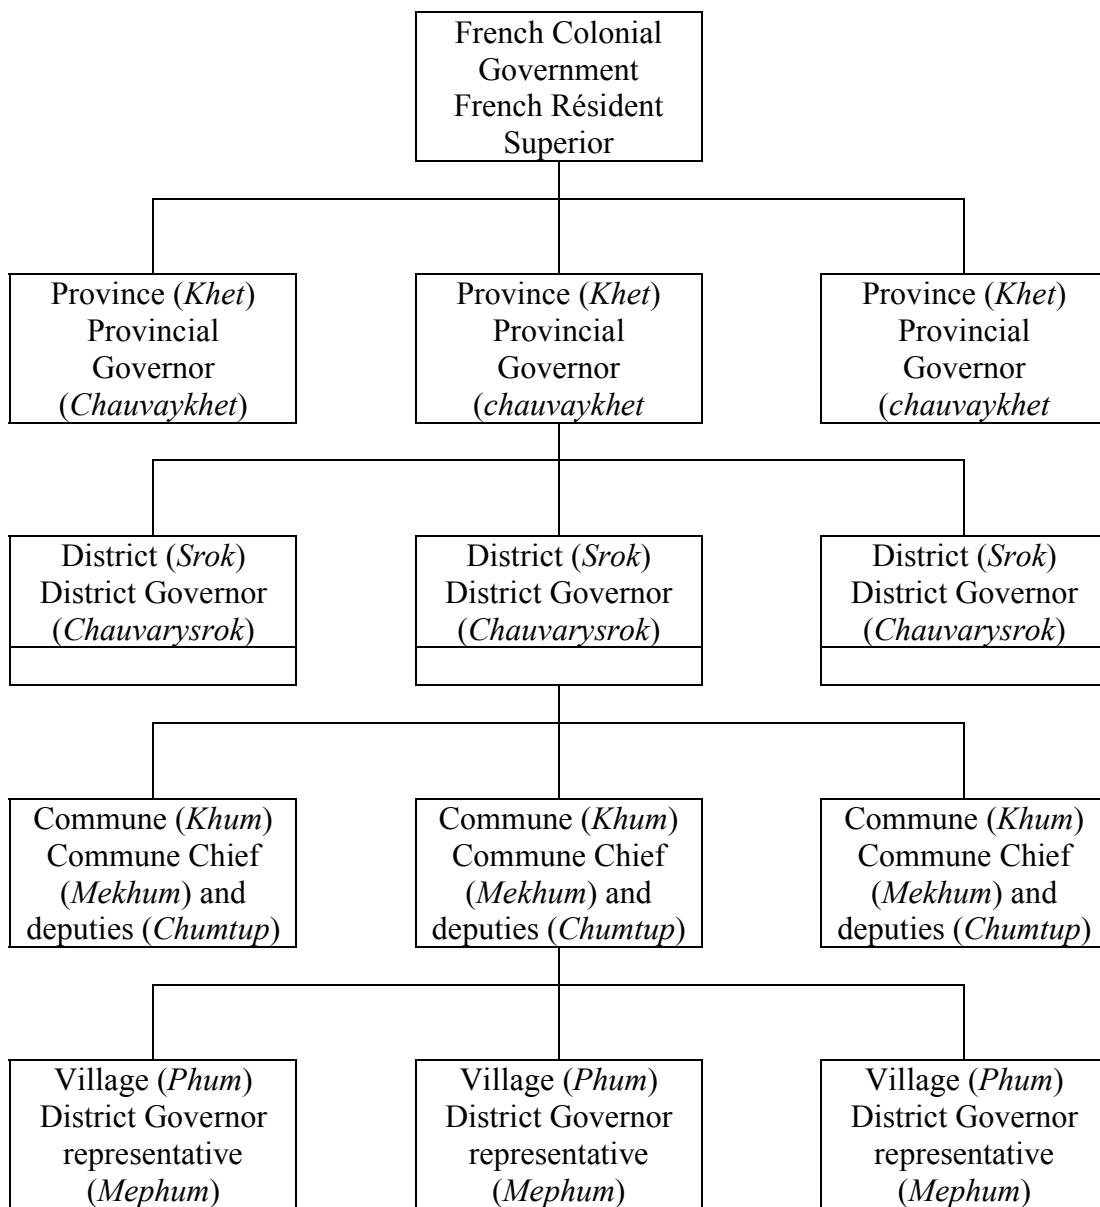 French Colonial
Government
French Résident
Superior
Province (Khet)
Provincial
Governor
(Chauvaykhet)
Province (Khet)
Provincial
Governor
(chauvaykhet
Province (Khet)
Provincial
Governor
(chauvaykhet
District (Srok)
District Governor
(Chauvarysrok)
District (Srok)
District Governor
(Chauvarysrok)
District (Srok)
District Governor
(Chauvarysrok)
Commune (Khum)
Commune Chief
(Mekhum) and
deputies (Chumtup)
Commune (Khum)
Commune Chief
(Mekhum) and
deputies (Chumtup)
Commune (Khum)
Commune Chief
(Mekhum) and
deputies (Chumtup)
Village (Phum)
District Governor
representative
(Mephum)
Village (Phum)
District Governor
representative
(Mephum)
Village (Phum)
District Governor
representative
(Mephum)